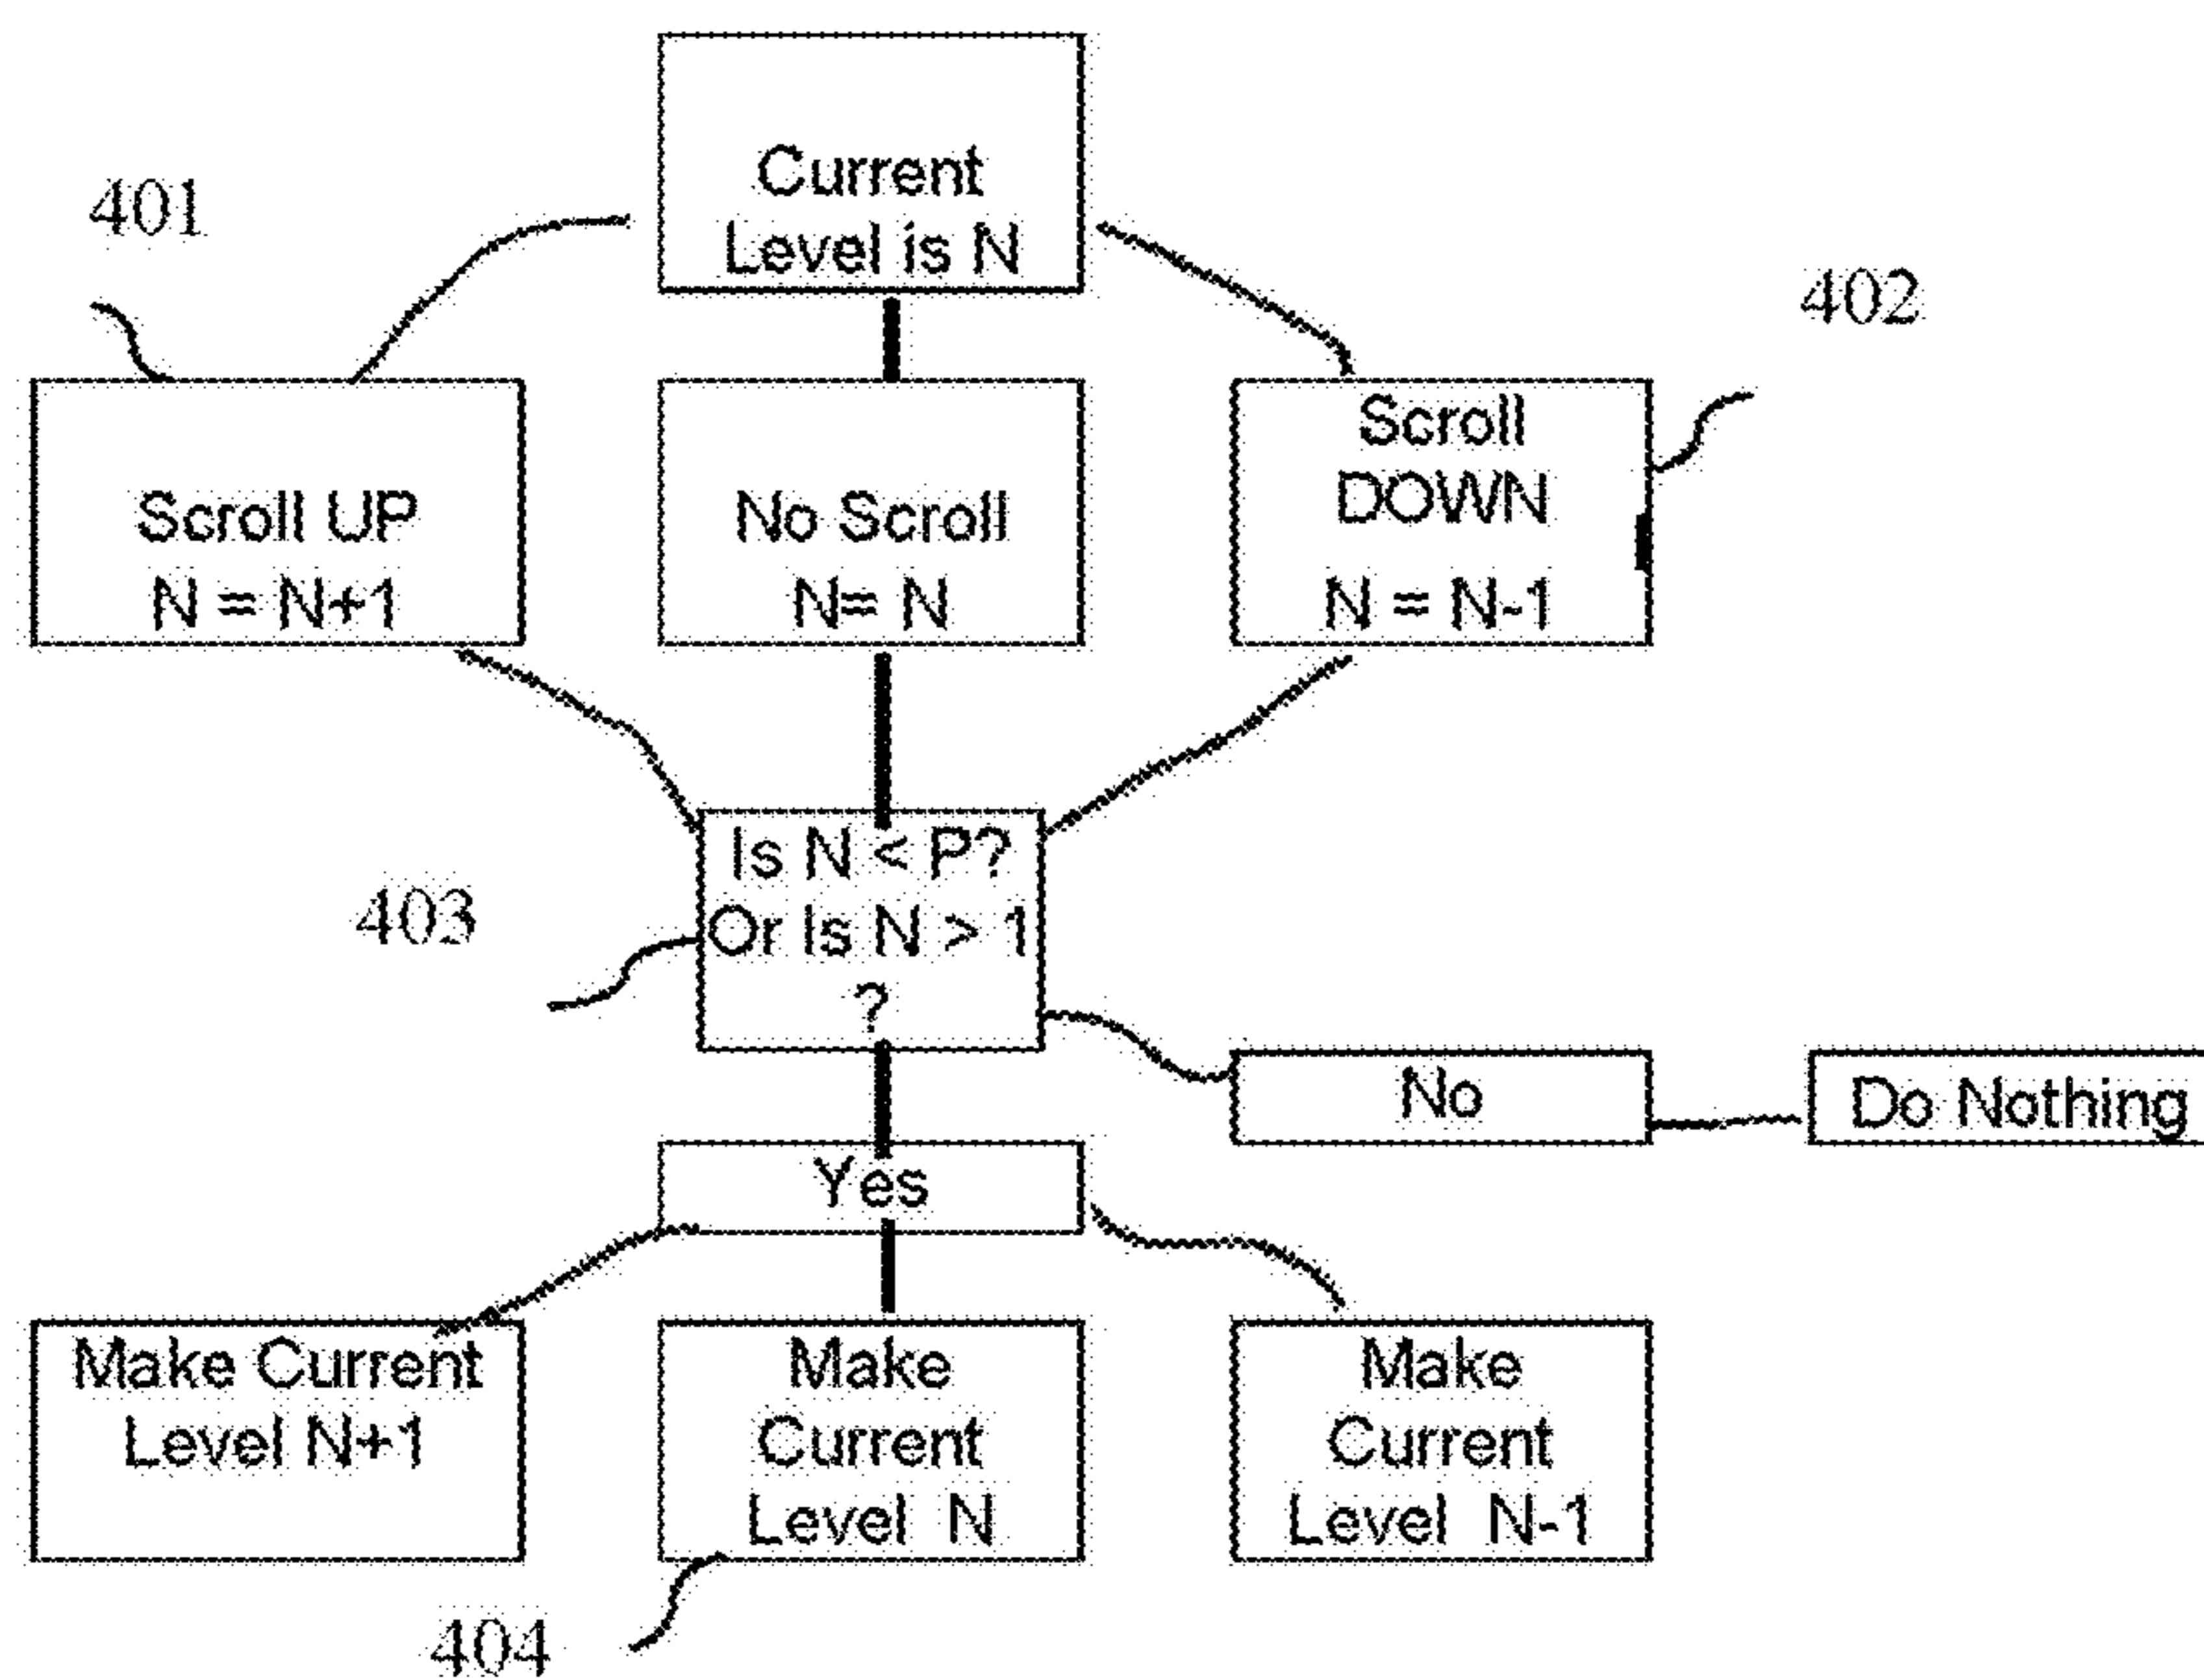 Current
Level is N
401
402
Scroll UP
N = N+1
No Scroll
N= N
Scroll
DOWN
N = N-1
Is N < P?
Or Is N > 1
?
403
No
Do Nothing
Yes
Make Current
Level N+1
Make
Current
Level N
Make
Current
Level N-1
404